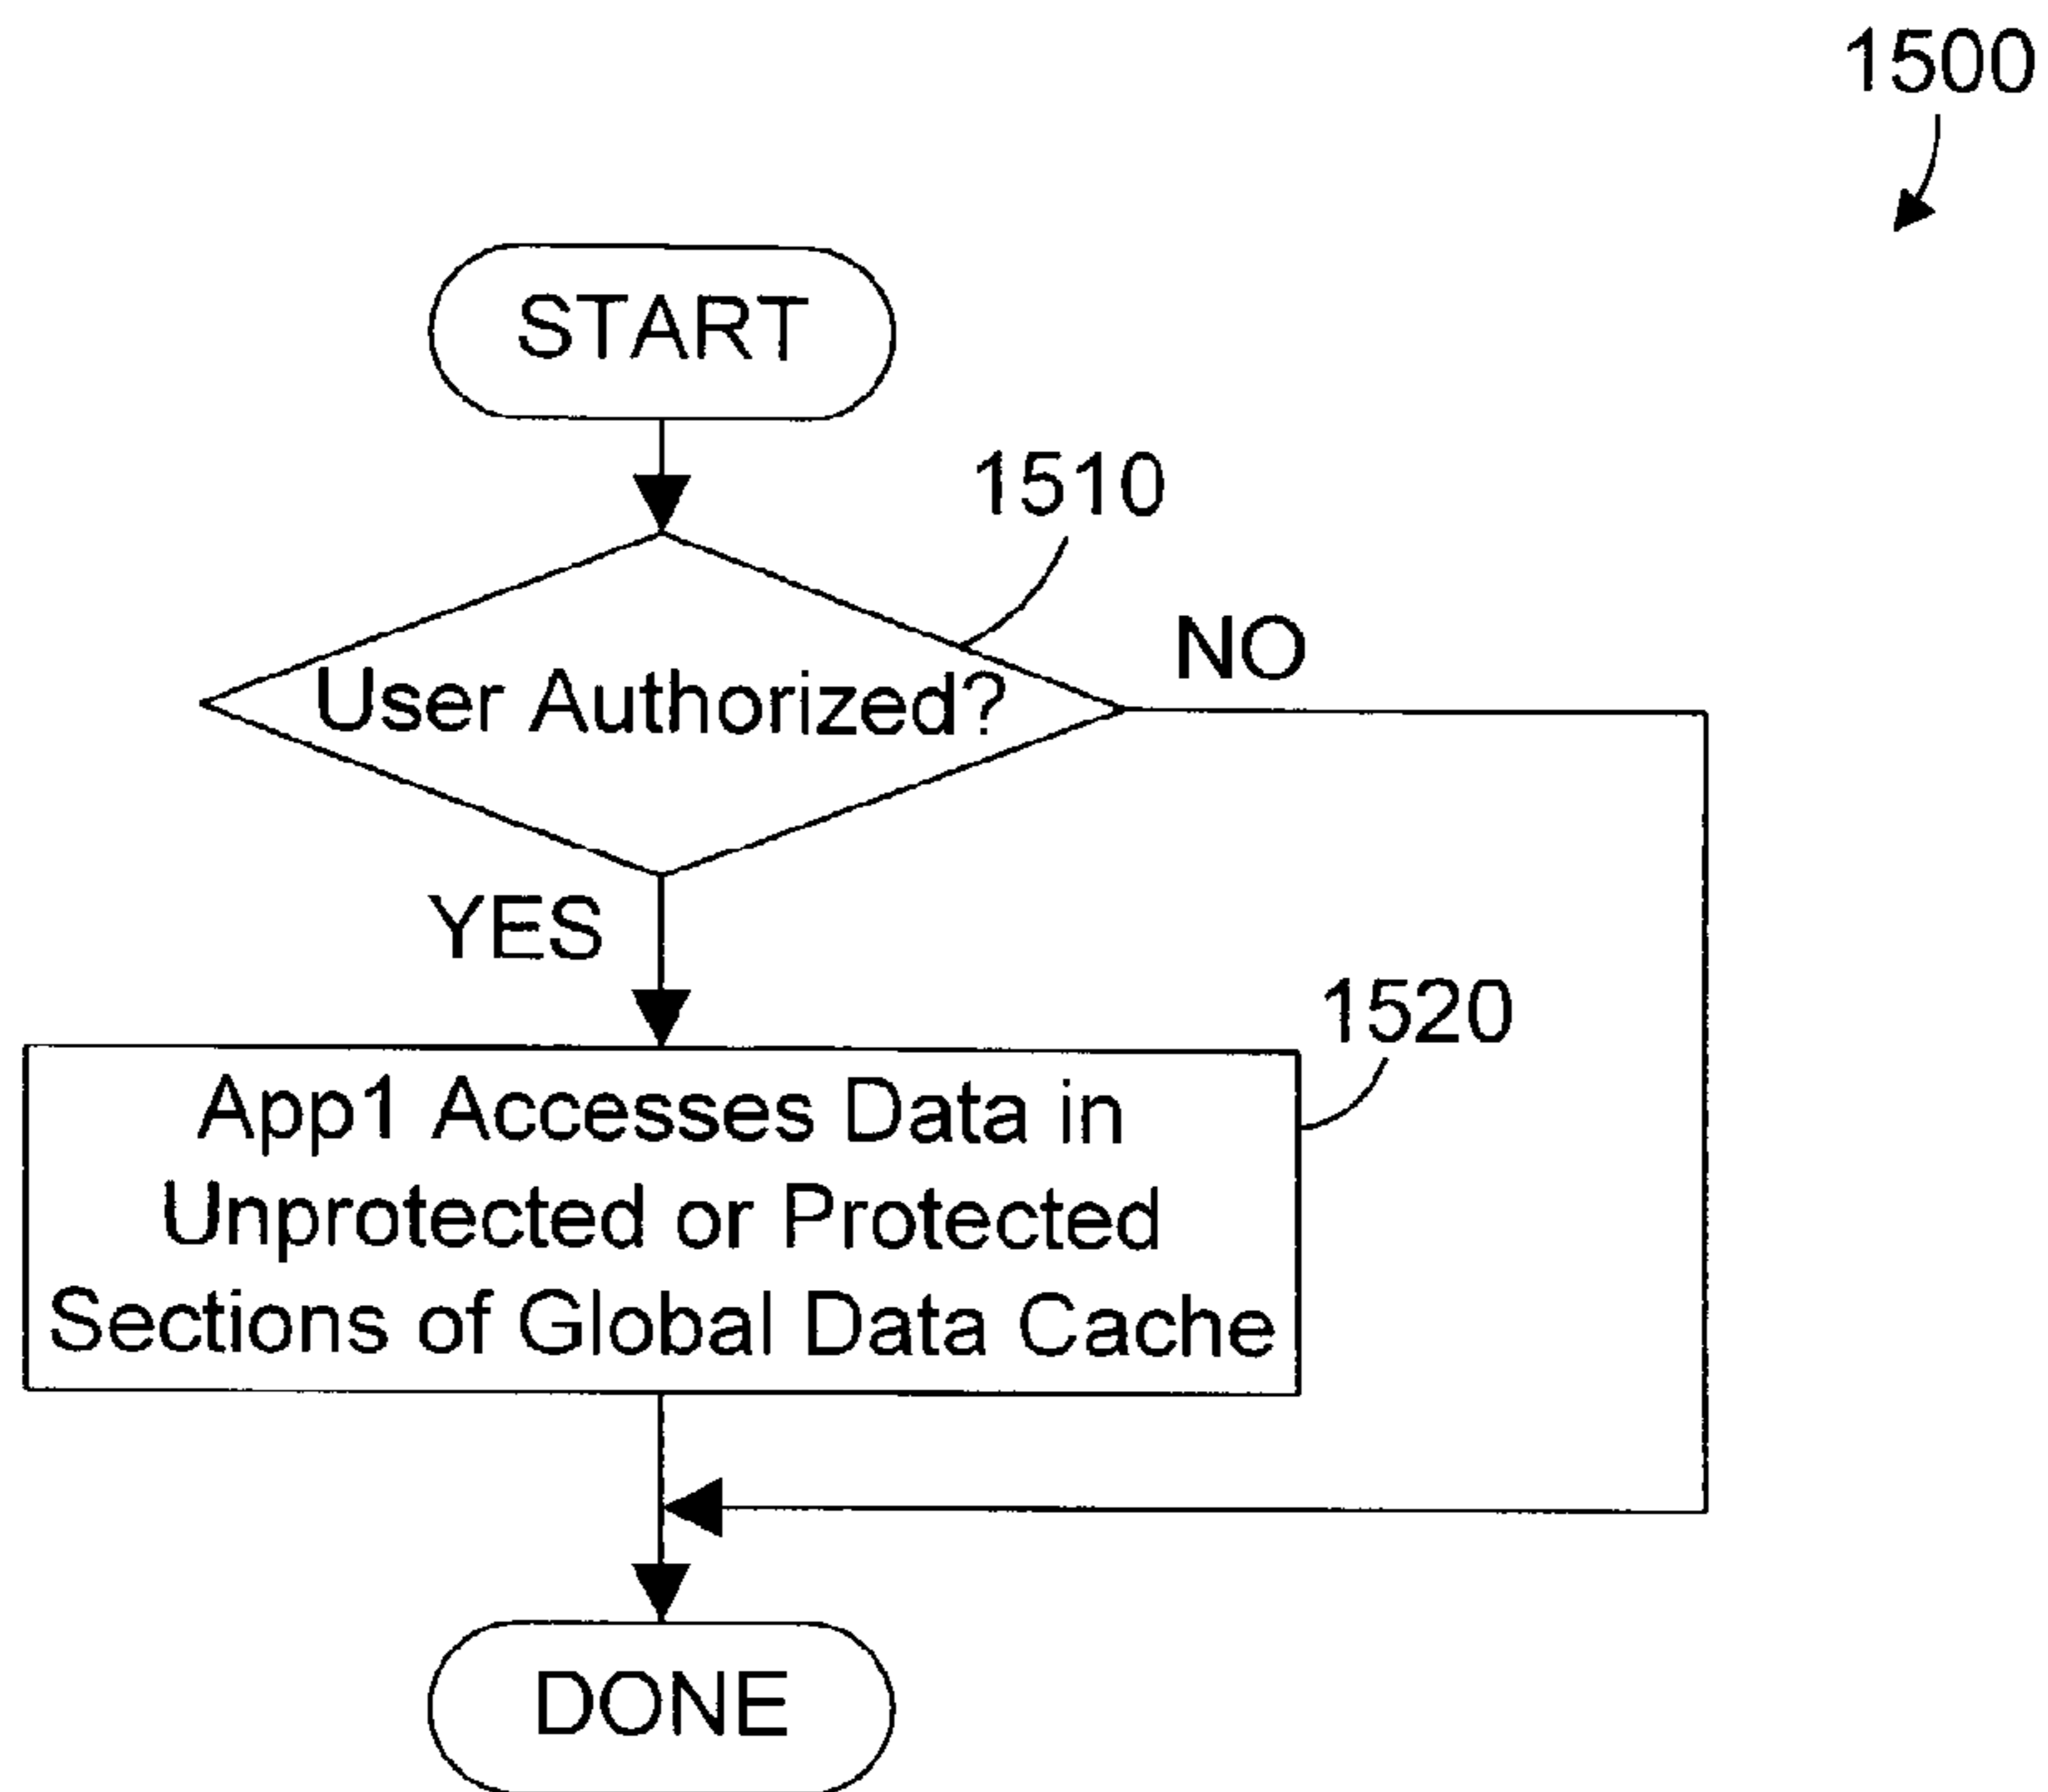 1500
START
1510
User Authorized?
NO
YES
1520
App1 Accesses Data in
Unprotected or Protected
Sections of Global Data Cache
DONE